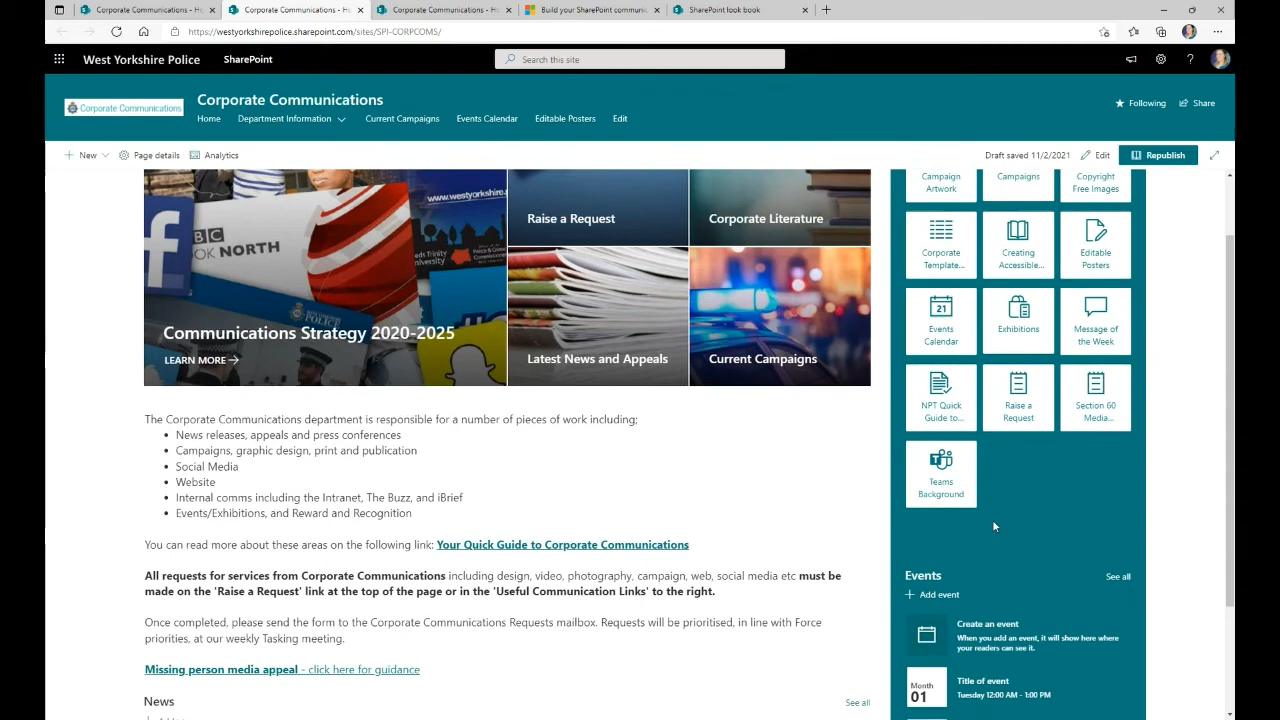 Corporate Communications - Ho
Corporate Communications - Ho
Corporate Communications - Ho
Build your SharePoint communic
SharePoint look book
https://westyorkshirepolice.sharepoint.com/sites/SPI-CORPCOMS/
West Yorkshire Police
SharePoint
Search this site
Corporate Communications
Corporate Communications
Following
Share
Home
Department Information
Current Campaigns
Events Calendar
Editable Posters
Edit
New
Page details
Analytics
Draft saved 11/2/2021
Edit
Republish
www.westyorkshire.p
BBC
LOOK NORTH
Leeds Trinity
University
POLICE
Communications Strategy 2020-2025
LEARN MORE
Raise a Request
Corporate Literature
Latest News and Appeals
Current Campaigns
Campaign
Artwork
Campaigns
Copyright
Free Images
Corporate
Template...
Creating
Accessible...
Editable
Posters
21
Events
Calendar
Exhibitions
Message of
the Week
NPT Quick
Guide to...
Raise a
Request
Section 60
Media...
Teams
Background
The Corporate Communications department is responsible for a number of pieces of work including;
• News releases, appeals and press conferences
• Campaigns, graphic design, print and publication
• Social Media
• Website
• Internal comms including the Intranet, The Buzz, and iBrief
• Events/Exhibitions, and Reward and Recognition
You can read more about these areas on the following link: Your Quick Guide to Corporate Communications
All requests for services from Corporate Communications including design, video, photography, campaign, web, social media etc must be
made on the 'Raise a Request' link at the top of the page or in the 'Useful Communication Links' to the right.
Once completed, please send the form to the Corporate Communications Requests mailbox. Requests will be prioritised, in line with Force
priorities, at our weekly Tasking meeting.
Missing person media appeal - click here for guidance
News
See all
Events
See all
Add event
Create an event
When you add an event, it will show here where
your readers can see it.
Month
01
Title of event
Tuesday 12:00 AM - 1:00 PM